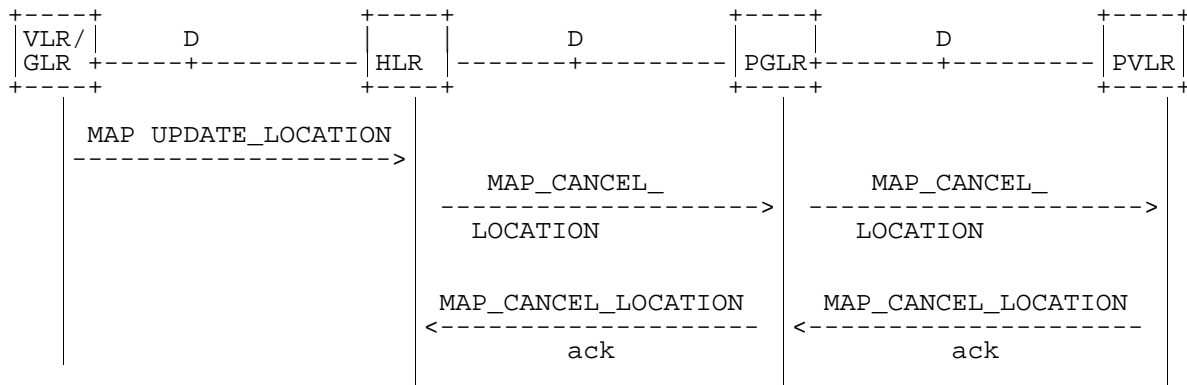 VLR/ D D D
GLR HLR PGLR PVLR
MAP UPDATE_LOCATION
MAP_CANCEL_ MAP_CANCEL_
LOCATION LOCATION
MAP_CANCEL_LOCATION MAP_CANCEL_LOCATION
ack ack